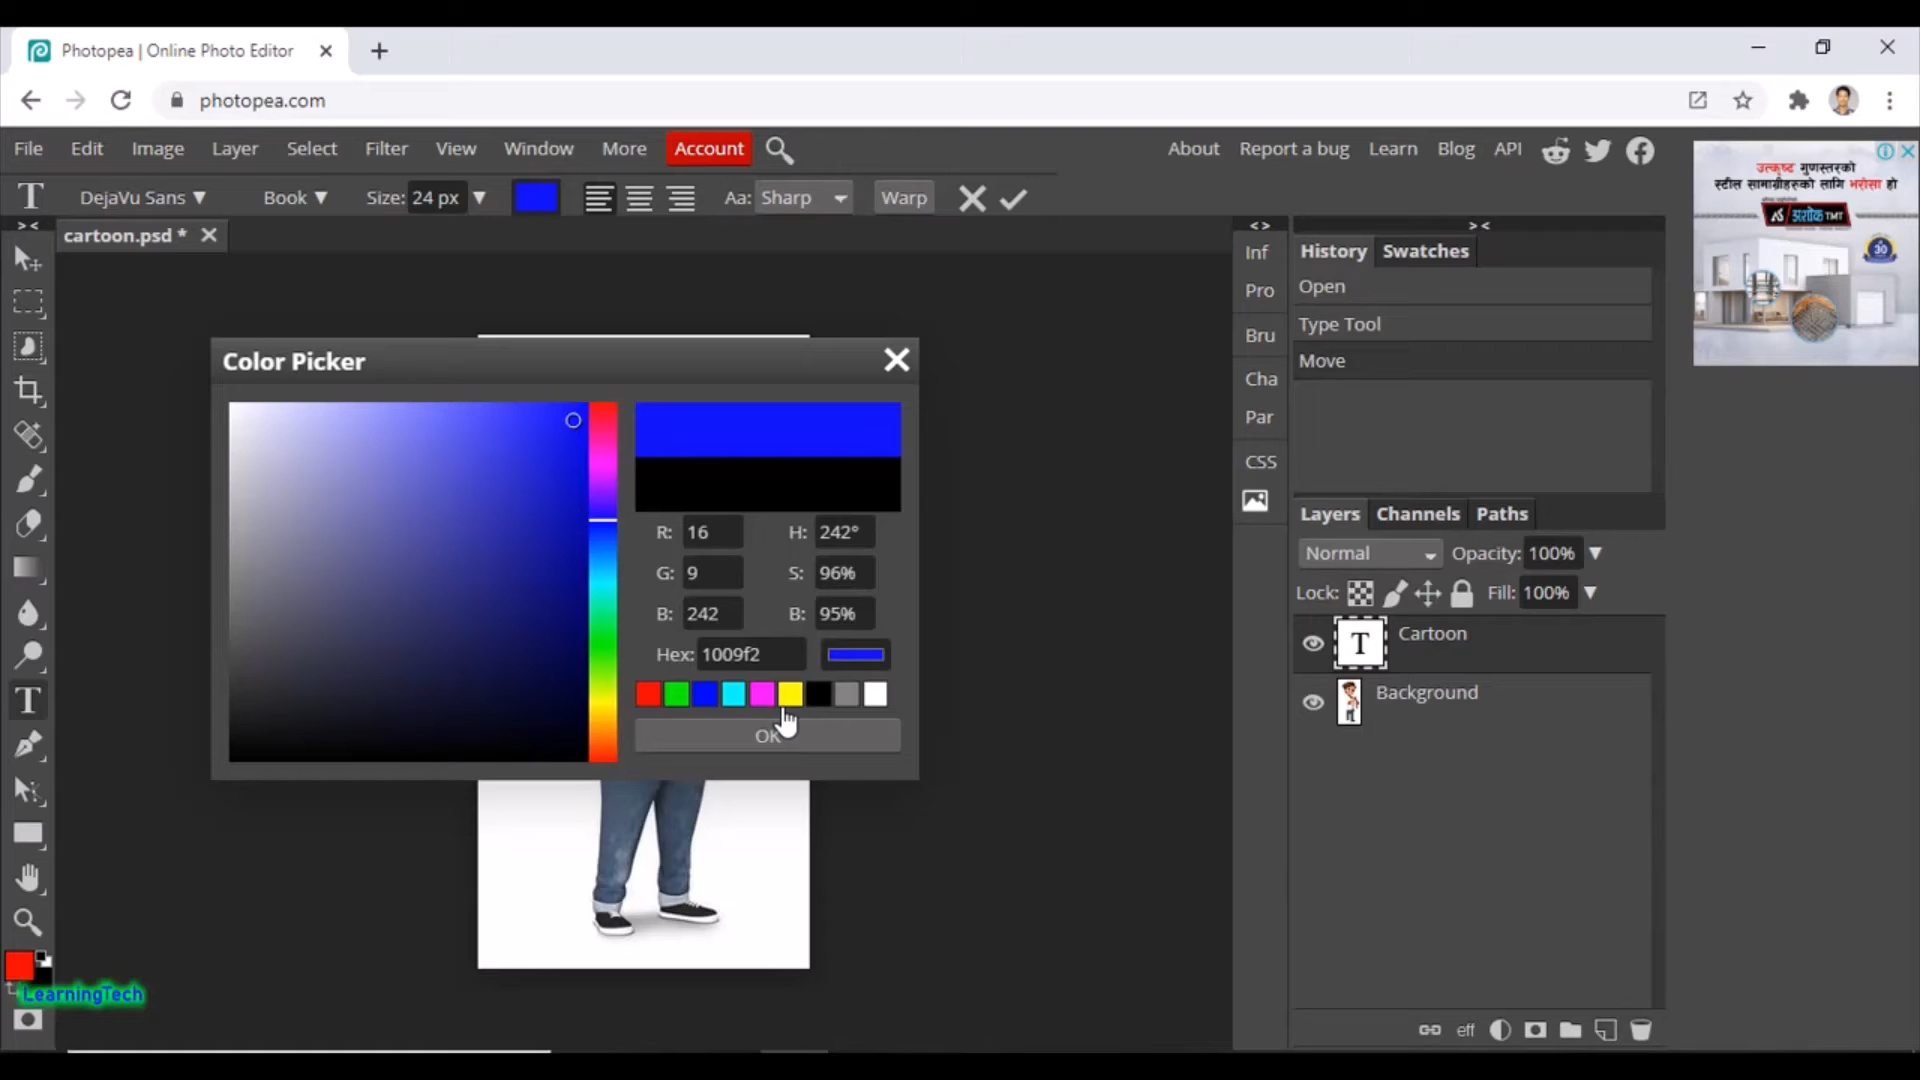 Photopea | Online Photo Editor
photopea.com
File Edit Image Layer Select Filter View Window More Account
About Report a bug Learn Blog API
T DejaVu Sans Book Size: 24 px Aa: Sharp Warp
> <
cartoon.psd *
< >
> <
Inf
Pro
Bru
Cha
Par
CSS
History Swatches
Open
Type Tool
Move
Color Picker
R: 16 H: 242°
G: 9 S: 96%
B: 242 B: 95%
Hex: 1009f2
OK
Layers Channels Paths
Normal Opacity: 100%
Lock: Fill: 100%
T Cartoon
Background
eff
T
LearningTech
उत्कृष्ट गुणस्तरको
स्टील सामाग्रीहरूको लागि भरोसा हो
अशोक TMT
30